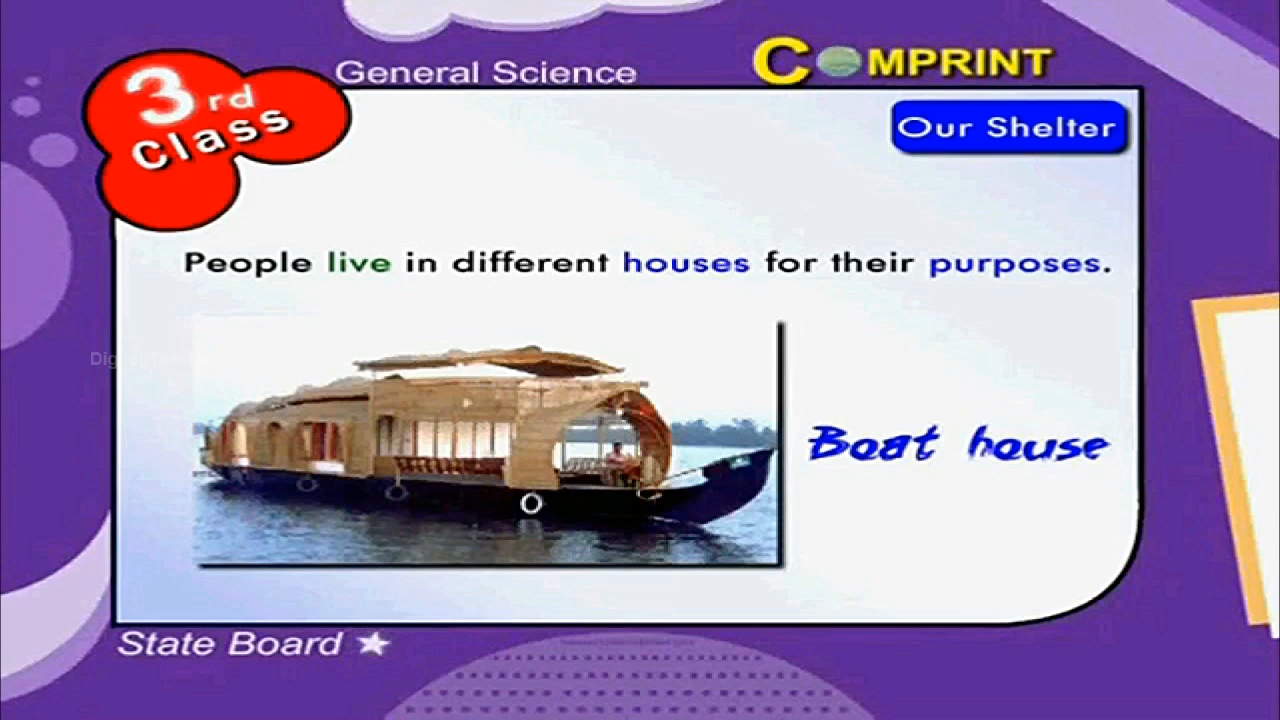 General Science
COMPRINT
3rd
Class
Our Shelter
People live in different houses for their purposes.
Boat house
State Board